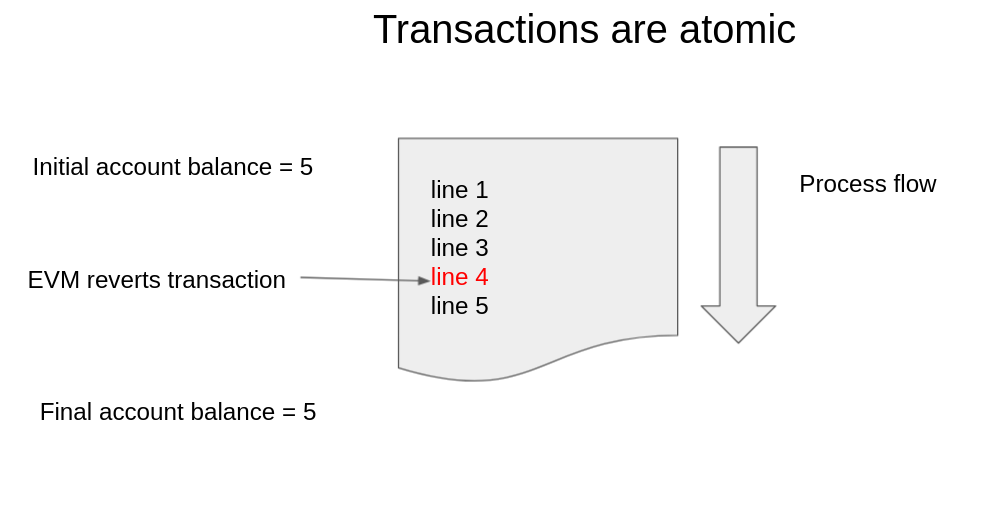 Transactions are atomic
Initial account balance = 5
Process flow
line 1
line 2
line 3
line 4
line 5
EVM reverts transaction
Final account balance = 5